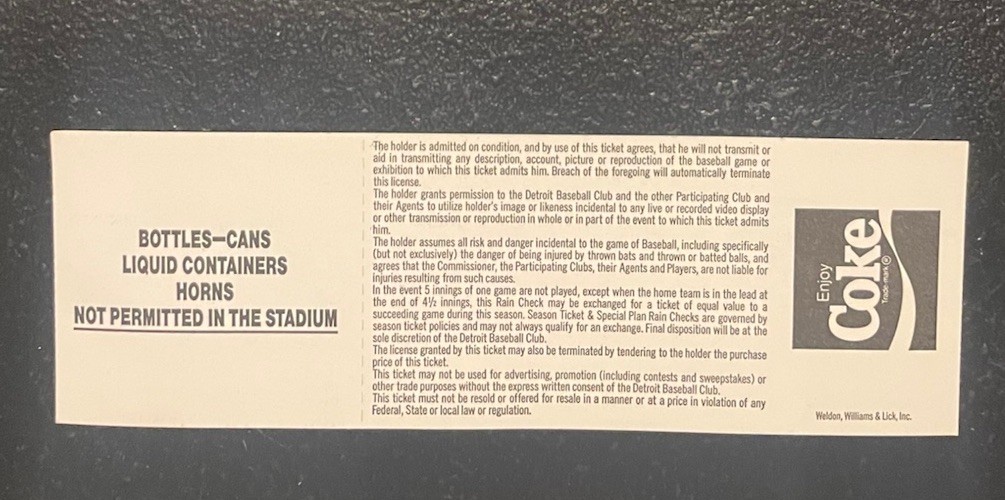 BOTTLES-CANS
LIQUID CONTAINERS
HORNS
NOT PERMITTED IN THE STADIUM
The holder is admitted on condition, and by use of this ticket agrees, that he will not transmit or
aid in transmitting any description, account, picture or reproduction of the baseball game or
exhibition to which this ticket admits him. Breach of the foregoing will automatically terminate
this license.
The holder grants permission to the Detroit Baseball Club and the other Participating Club and
their Agents to utilize holder's image or likeness incidental to any live or recorded video display
or other transmission or reproduction in whole or in part of the event to which this ticket admits
him.
The holder assumes all risk and danger incidental to the game of Baseball, including specifically
(but not exclusively) the danger of being injured by thrown bats and thrown or batted balls, and
agrees that the Commissioner, the Participating Clubs, their Agents and Players, are not liable for
injuries resulting from such causes.
In the event 5 innings of one game are not played, except when the home team is in the lead at
the end of 4½ innings, this Rain Check may be exchanged for a ticket of equal value to a
succeeding game during this season. Season Ticket & Special Plan Rain Checks are governed by
season ticket policies and may not always qualify for an exchange. Final disposition will be at the
sole discretion of the Detroit Baseball Club.
The license granted by this ticket may also be terminated by tendering to the holder the purchase
price of this ticket.
This ticket may not be used for advertising, promotion (including contests and sweepstakes) or
other trade purposes without the express written consent of the Detroit Baseball Club.
This ticket must not be resold or offered for resale in a manner or at a price in violation of any
Federal, State or local law or regulation.
Enjoy
Coke
Trade-mark ®
Weldon, Williams & Lick, Inc.